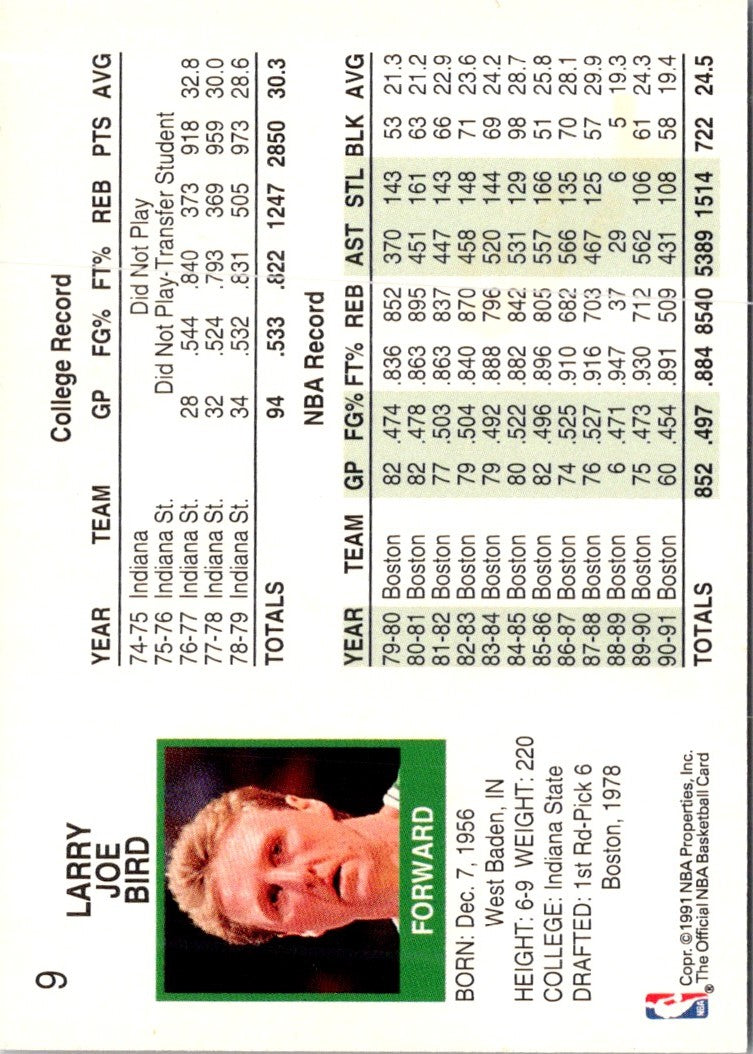 9
LARRY
JOE
BIRD
FORWARD
BORN: Dec. 7, 1956
West Baden, IN
HEIGHT: 6-9 WEIGHT: 220
COLLEGE: Indiana State
DRAFTED: 1st Rd-Pick 6
Boston, 1978
NBA
®
Copr. ©1991 NBA Properties, Inc.
The Official NBA Basketball Card
College Record
YEAR TEAM GP FG% FT% REB PTS AVG
74-75 Indiana Did Not Play
75-76 Indiana St. Did Not Play-Transfer Student
76-77 Indiana St. 28 .544 .840 373 918 32.8
77-78 Indiana St. 32 .524 .793 369 959 30.0
78-79 Indiana St. 34 .532 .831 505 973 28.6
TOTALS 94 .533 .822 1247 2850 30.3
NBA Record
YEAR TEAM GP FG% FT% REB AST STL BLK AVG
79-80 Boston 82 .474 .836 852 370 143 53 21.3
80-81 Boston 82 .478 .863 895 451 161 63 21.2
81-82 Boston 77 .503 .863 837 447 143 66 22.9
82-83 Boston 79 .504 .840 870 458 148 71 23.6
83-84 Boston 79 .492 .888 796 520 144 69 24.2
84-85 Boston 80 .522 .882 842 531 129 98 28.7
85-86 Boston 82 .496 .896 805 557 166 51 25.8
86-87 Boston 74 .525 .910 682 566 135 70 28.1
87-88 Boston 76 .527 .916 703 467 125 57 29.9
88-89 Boston 6 .471 .947 37 29 6 5 19.3
89-90 Boston 75 .473 .930 712 562 106 61 24.3
90-91 Boston 60 .454 .891 509 431 108 58 19.4
TOTALS 852 .497 .884 8540 5389 1514 722 24.5